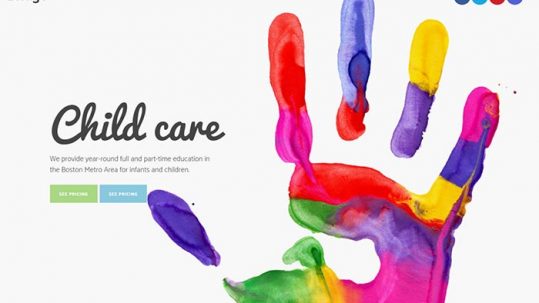 Child care
We provide year-round full and part-time education in
the Boston Metro Area for infants and children.
SEE PRICING
SEE PRICING